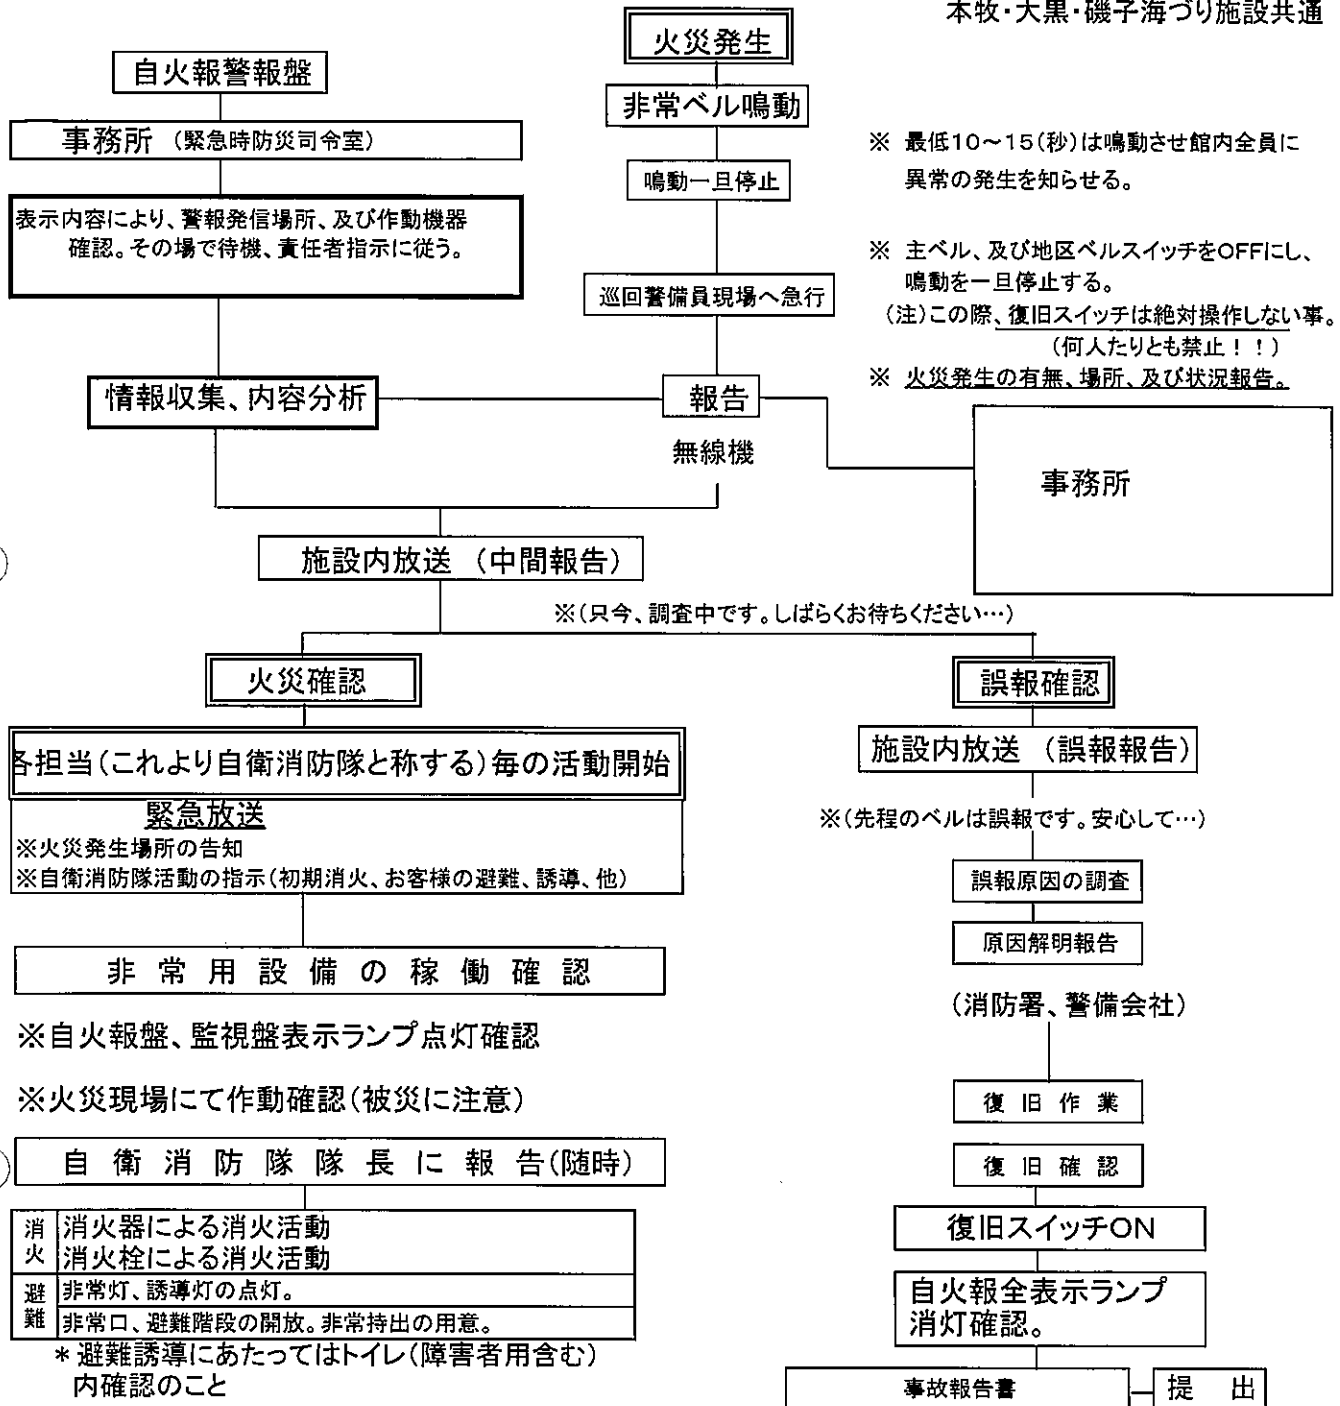 本牧・大黒・磯子海づり施設共通
火災発生
自火報警報盤
非常ベル鳴動
事務所 (緊急時防災司令室)
※ 最低10～15(秒)は鳴動させ館内全員に
異常の発生を知らせる。
鳴動一旦停止
表示内容により、警報発信場所、及び作動機器
確認。その場で待機、責任者指示に従う。
※ 主ベル、及び地区ベルスイッチをOFFにし、
鳴動を一旦停止する。
(注)この際、復旧スイッチは絶対操作しない事。
(何人たりとも禁止！！)
巡回警備員現場へ急行
※ 火災発生の有無、場所、及び状況報告。
情報収集、内容分析
報告
無線機
事務所
施設内放送 (中間報告)
※(只今、調査中です。しばらくお待ちください…)
火災確認
誤報確認
各担当(これより自衛消防隊と称する)毎の活動開始
緊急放送
※火災発生場所の告知
※自衛消防隊活動の指示(初期消火、お客様の避難、誘導、他)
施設内放送 (誤報報告)
※(先程のベルは誤報です。安心して…)
誤報原因の調査
原因解明報告
(消防署、警備会社)
非常用設備の稼働確認
※自火報盤、監視盤表示ランプ点灯確認
※火災現場にて作動確認(被災に注意)
復旧作業
復旧確認
自衛消防隊隊長に報告(随時)
消火
消火器による消火活動
消火栓による消火活動
避難
非常灯、誘導灯の点灯。
非常口、避難階段の開放。非常持出の用意。
＊避難誘導にあたってはトイレ(障害者用含む)
内確認のこと
復旧スイッチON
自火報全表示ランプ
消灯確認。
事故報告書
提 出